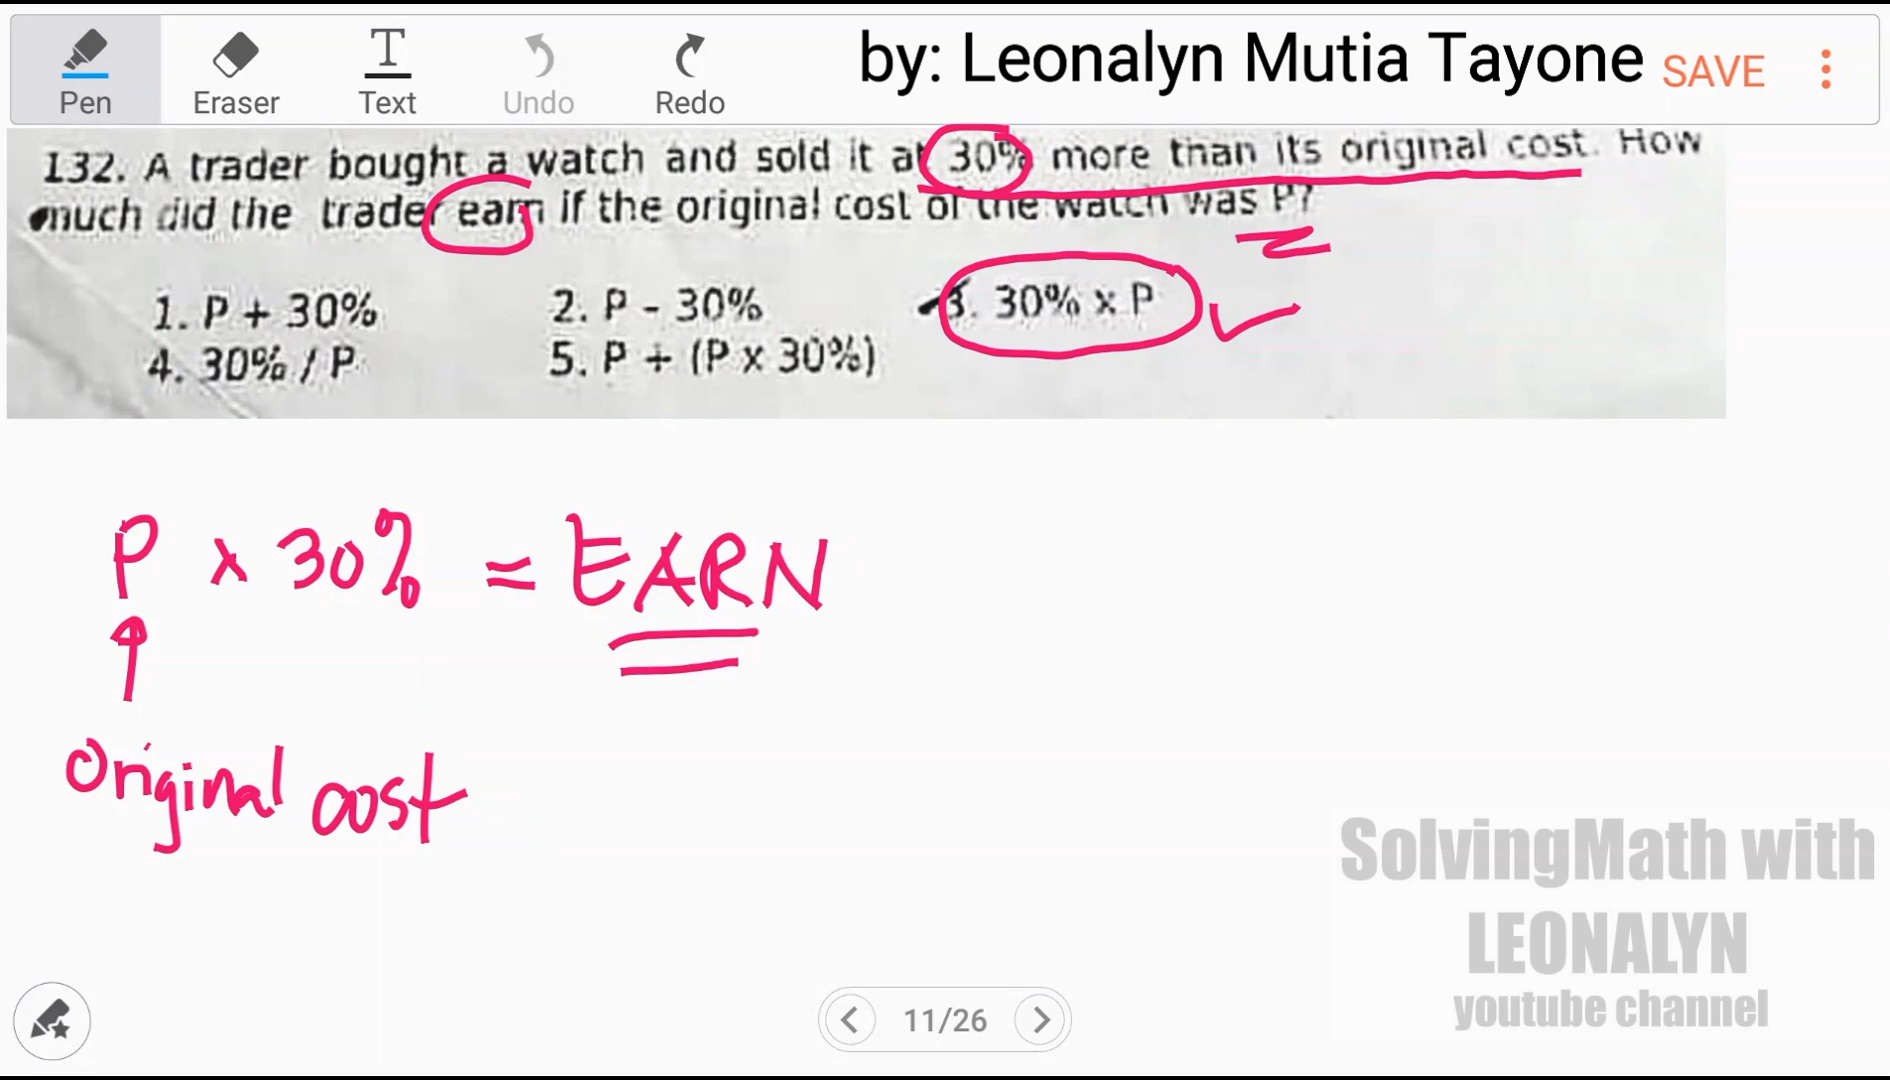 Pen Eraser Text Undo Redo by: Leonalyn Mutia Tayone SAVE
132. A trader bought a watch and sold it at 30% more than its original cost. How
much did the trader earn if the original cost of the watch was P?
1. P + 30% 2. P - 30% 3. 30% x P
4. 30% / P 5. P + (P x 30%)
P x 30% = EARN
Original cost
SolvingMath with
LEONALYN
youtube channel
11/26